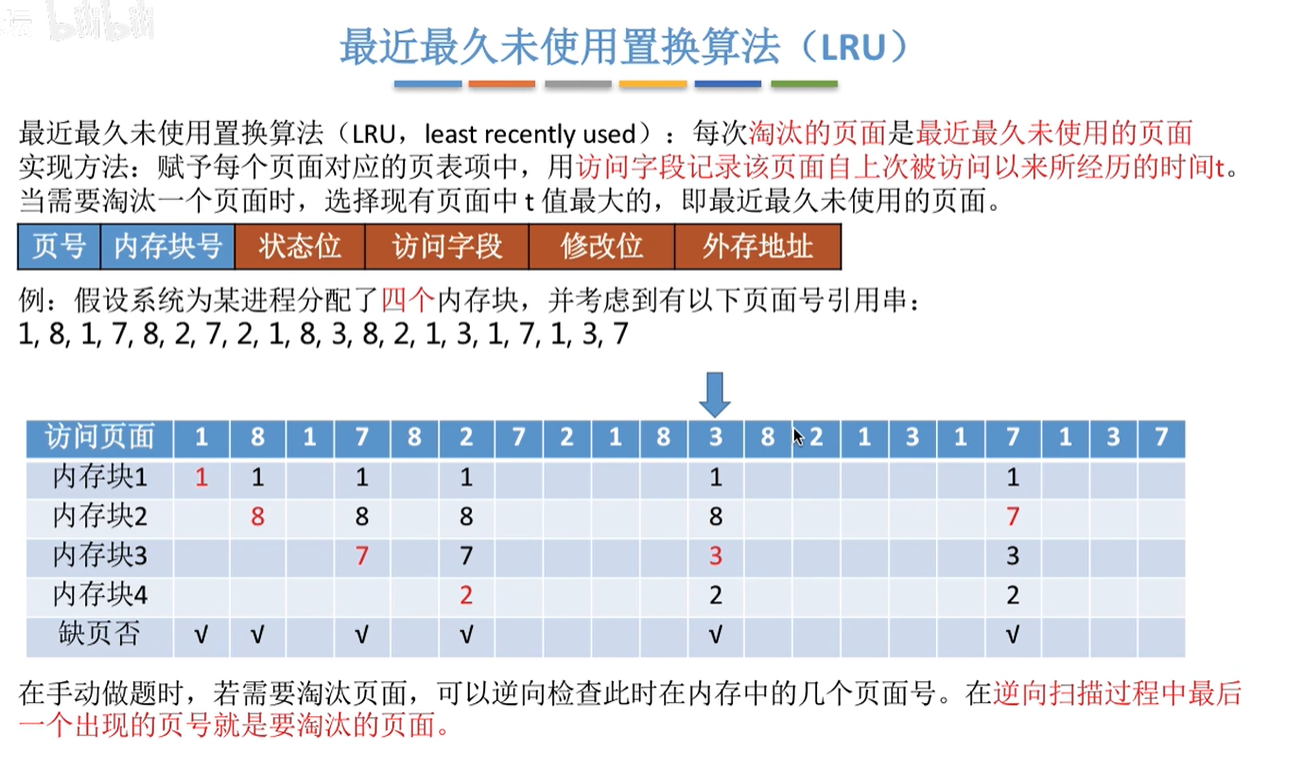 坛 bilibili
最近最久未使用置换算法（LRU）
最近最久未使用置换算法（LRU，least recently used）：每次淘汰的页面是最近最久未使用的页面
实现方法：赋予每个页面对应的页表项中，用访问字段记录该页面自上次被访问以来所经历的时间t。
当需要淘汰一个页面时，选择现有页面中 t 值最大的，即最近最久未使用的页面。
页号 内存块号 状态位 访问字段 修改位 外存地址
例：假设系统为某进程分配了四个内存块，并考虑到有以下页面号引用串：
1, 8, 1, 7, 8, 2, 7, 2, 1, 8, 3, 8, 2, 1, 3, 1, 7, 1, 3, 7
访问页面 1 8 1 7 8 2 7 2 1 8 3 8 2 1 3 1 7 1 3 7
内存块1 1 1 1 1 1 1
内存块2 8 8 8 8 7
内存块3 7 7 3 3
内存块4 2 2 2
缺页否 √ √ √ √ √ √
在手动做题时，若需要淘汰页面，可以逆向检查此时在内存中的几个页面号。在逆向扫描过程中最后
一个出现的页号就是要淘汰的页面。